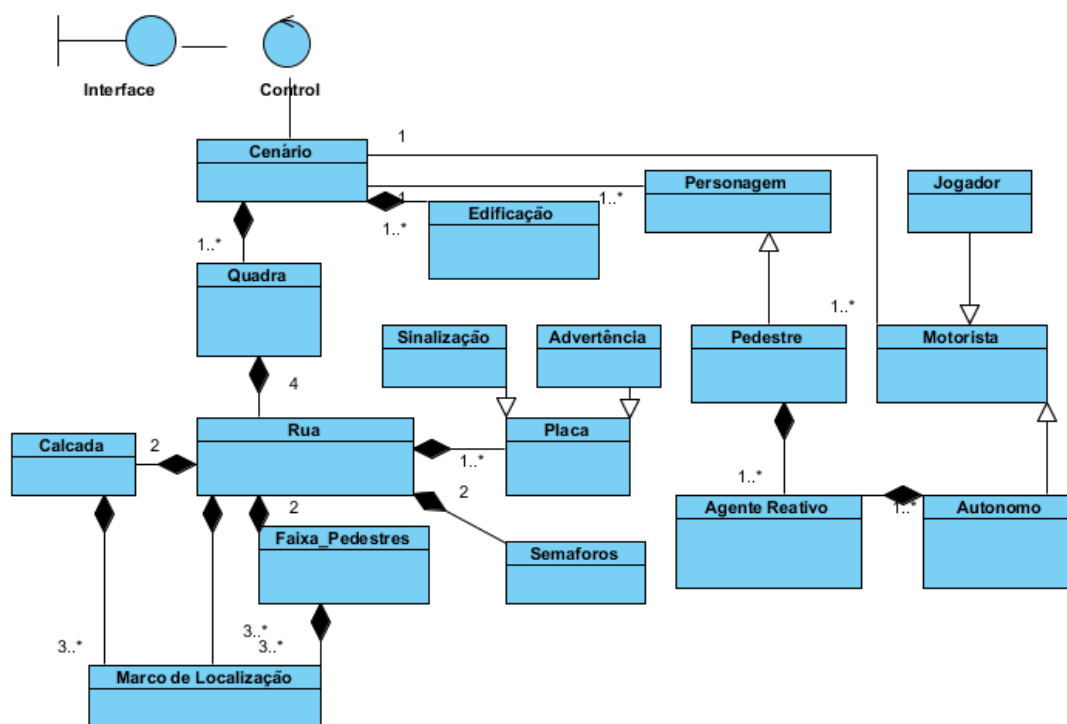 Interface
Control
1
Cenário
Personagem
Jogador
1
1..*
Edificação
1..*
1..*
Quadra
1..*
Sinalização
Advertência
Pedestre
Motorista
4
Rua
Placa
Calcada
2
1..*
2
1..*
Agente Reativo
1..*
Autonomo
2
Faixa_Pedestres
Semaforos
3..*
3..*
3..*
Marco de Localização